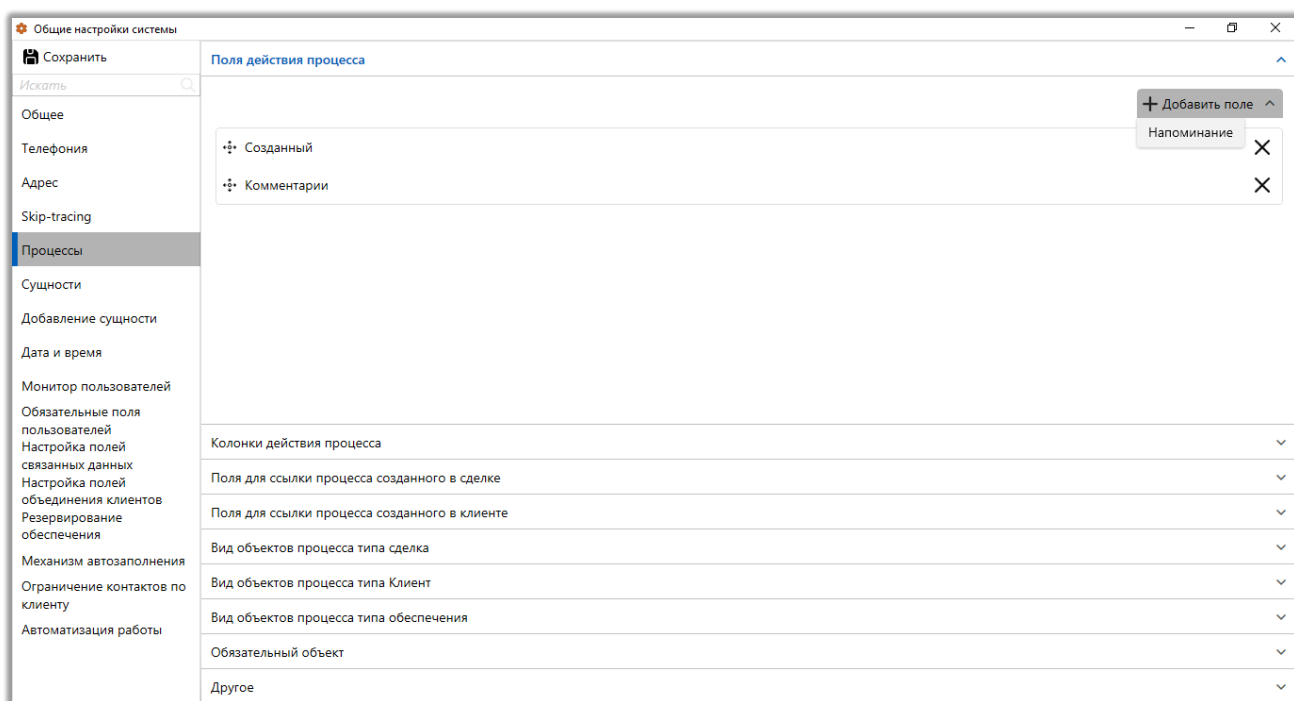 Общие настройки системы
Сохранить
Искать
Общее
Телефония
Адрес
Skip-tracing
Процессы
Сущности
Добавление сущности
Дата и время
Монитор пользователей
Обязательные поля
пользователей
Настройка полей
связанных данных
Настройка полей
объединения клиентов
Резервирование
обеспечения
Механизм автозаполнения
Ограничение контактов по
клиенту
Автоматизация работы
Поля действия процесса
Добавить поле
Напоминание
Созданный
Комментарии
Колонки действия процесса
Поля для ссылки процесса созданного в сделке
Поля для ссылки процесса созданного в клиенте
Вид объектов процесса типа сделка
Вид объектов процесса типа Клиент
Вид объектов процесса типа обеспечения
Обязательный объект
Другое